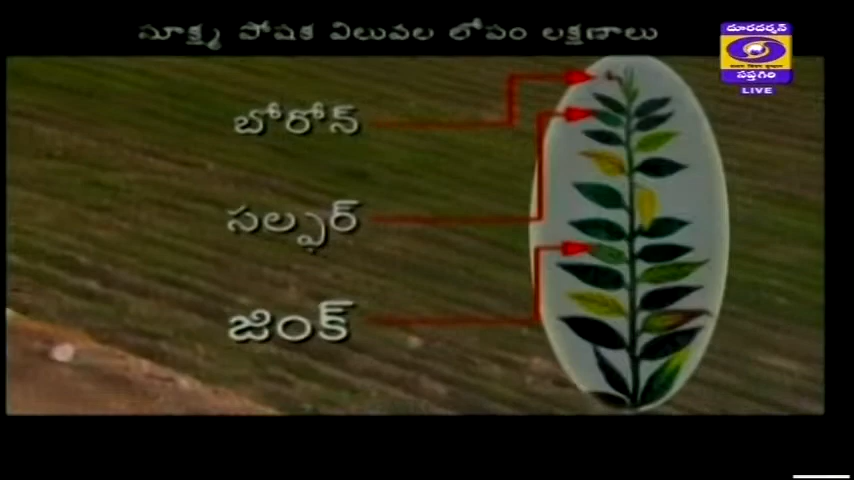 సూక్ష్మ పోషక విలువల లోపం లక్షణాలు
దూరదర్శన్
సప్తగిరి
LIVE
బోరోన్
సల్ఫర్
జింక్